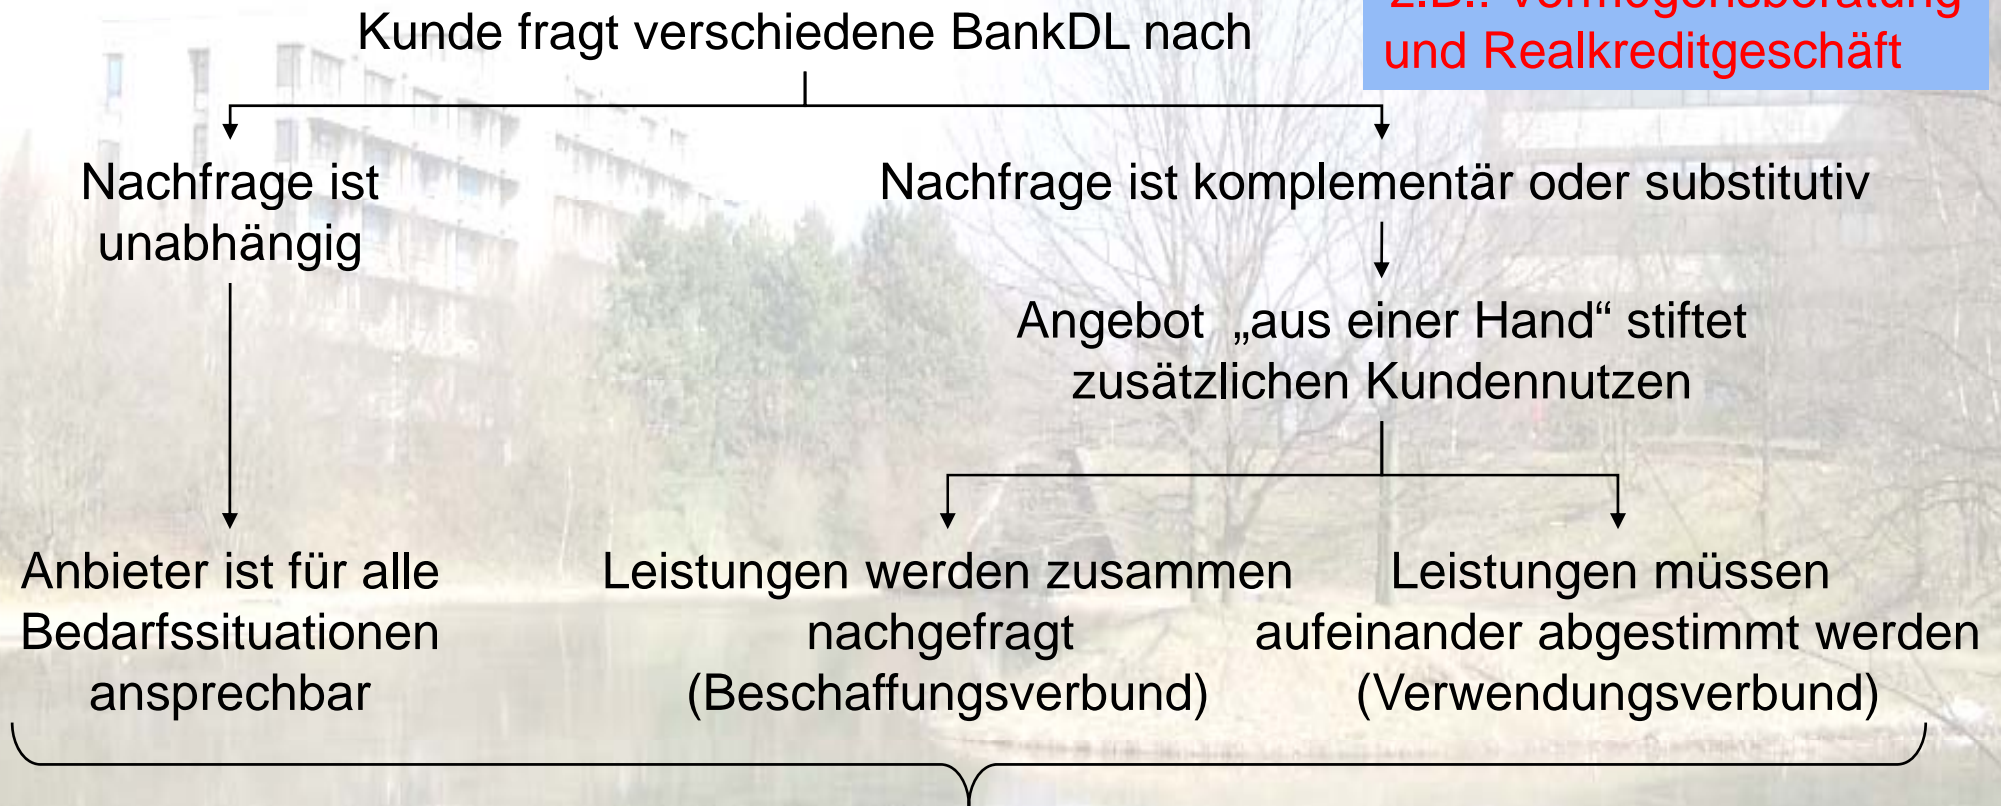 Kunde fragt verschiedene BankDL nach
z.B.: Vermögensberatung
und Realkreditgeschäft
Nachfrage ist
unabhängig
Nachfrage ist komplementär oder substitutiv
Angebot „aus einer Hand“ stiftet
zusätzlichen Kundennutzen
Anbieter ist für alle
Bedarfssituationen
ansprechbar
Leistungen werden zusammen
nachgefragt
(Beschaffungsverbund)
Leistungen müssen
aufeinander abgestimmt werden
(Verwendungsverbund)